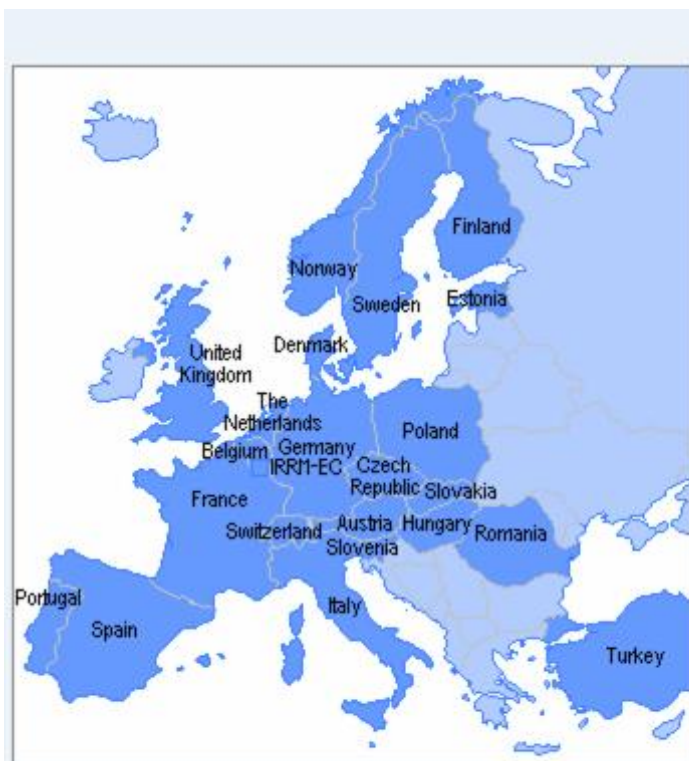 Finland
Norway
Sweden
Estonia
Denmark
United
Kingdom
The
Netherlands
Belgium
Germany
IRRM-EC
Poland
Czech
Republic
Slovakia
France
Switzerland
Austria
Hungary
Romania
Slovenia
Portugal
Spain
Italy
Turkey